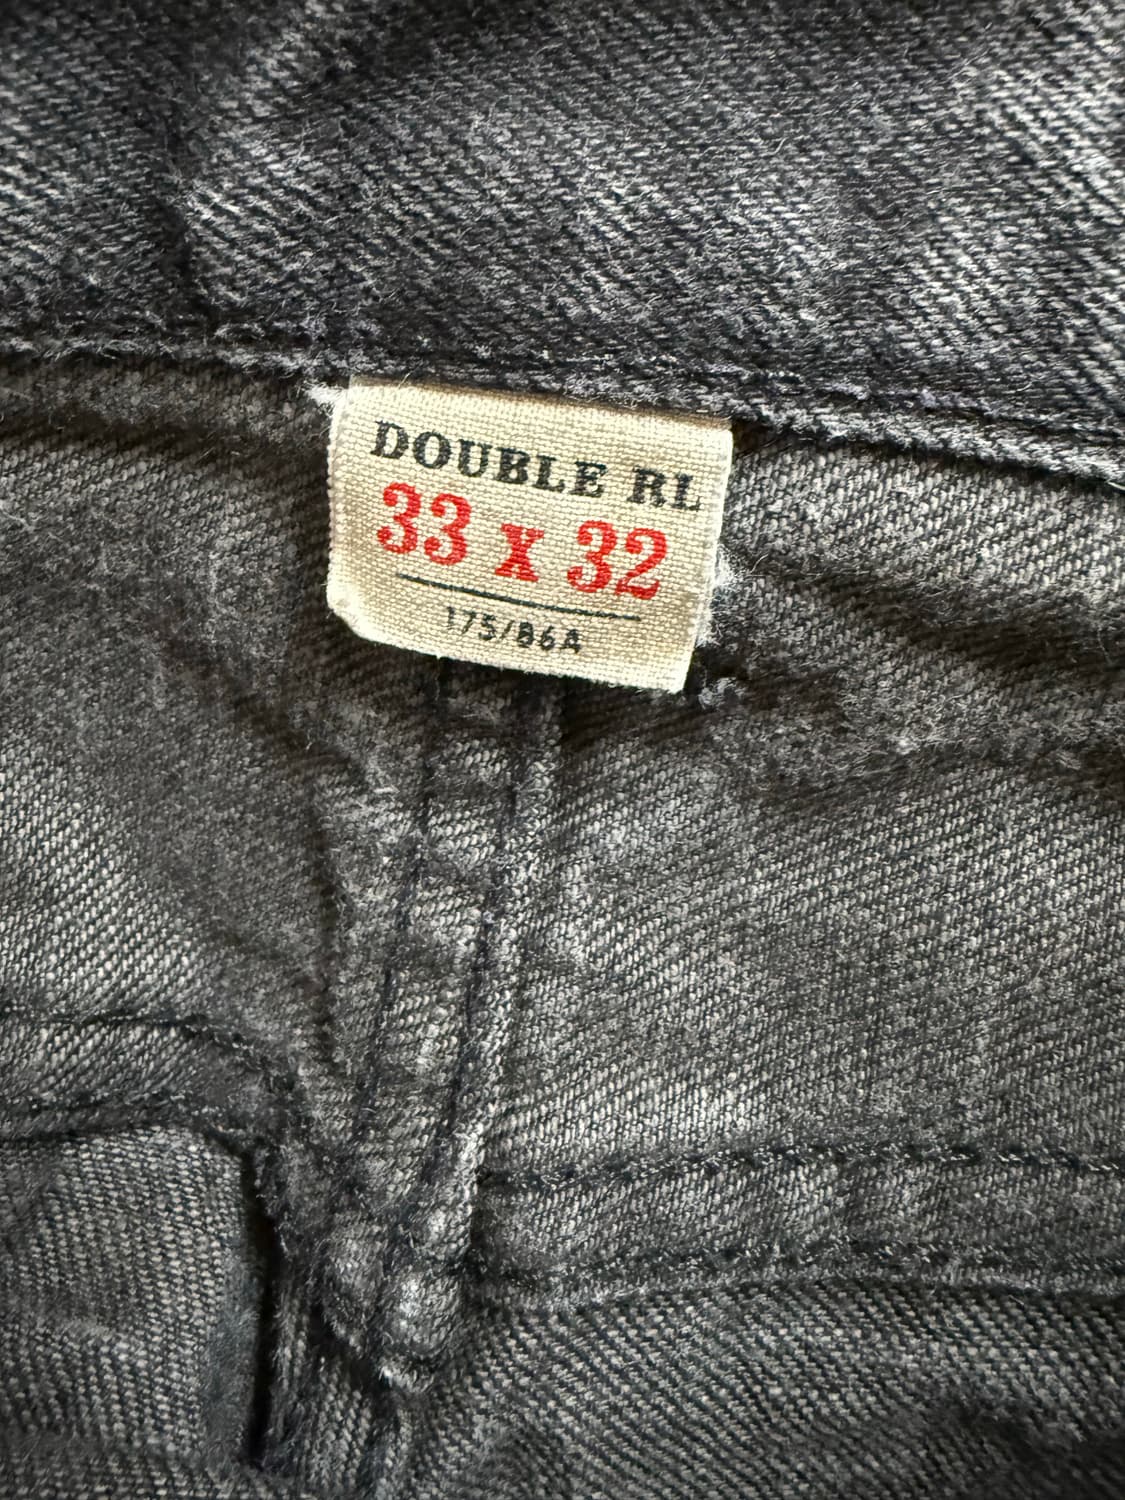 DOUBLE RL
33 x 32
175/86A